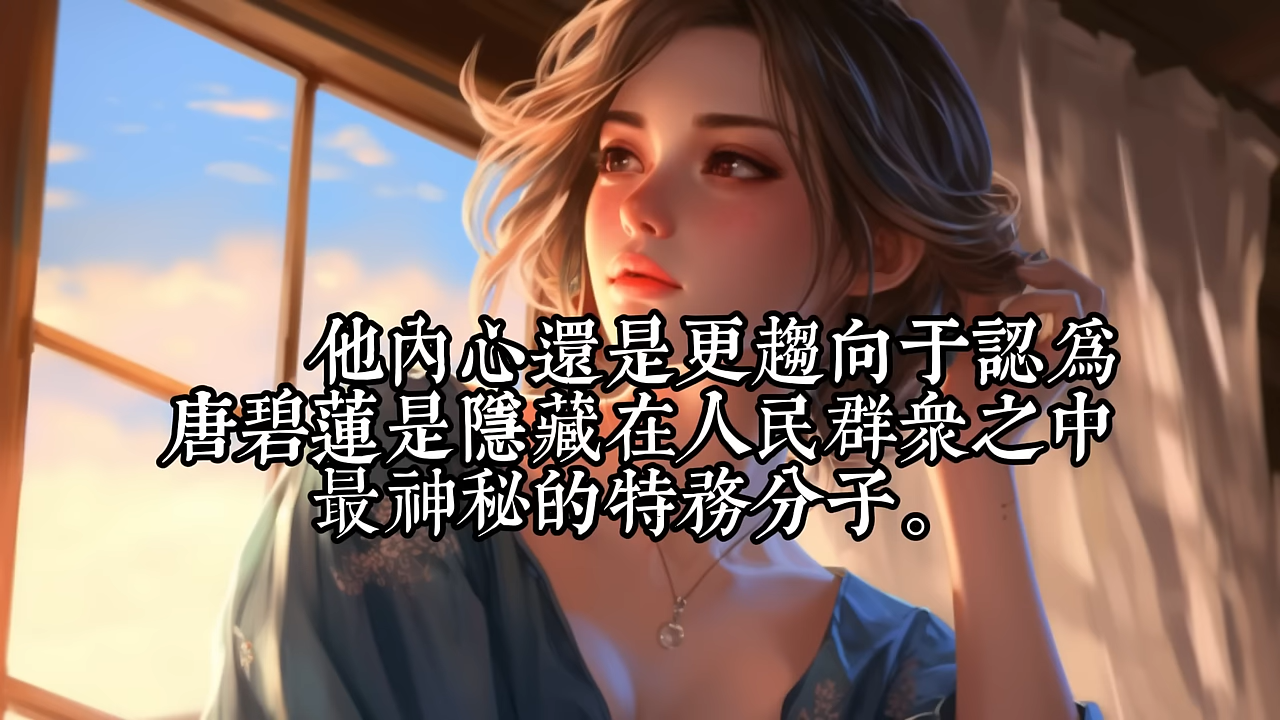 他內心還是更趨向于認爲
唐碧蓮是隱藏在人民群衆之中
最神秘的特務分子。